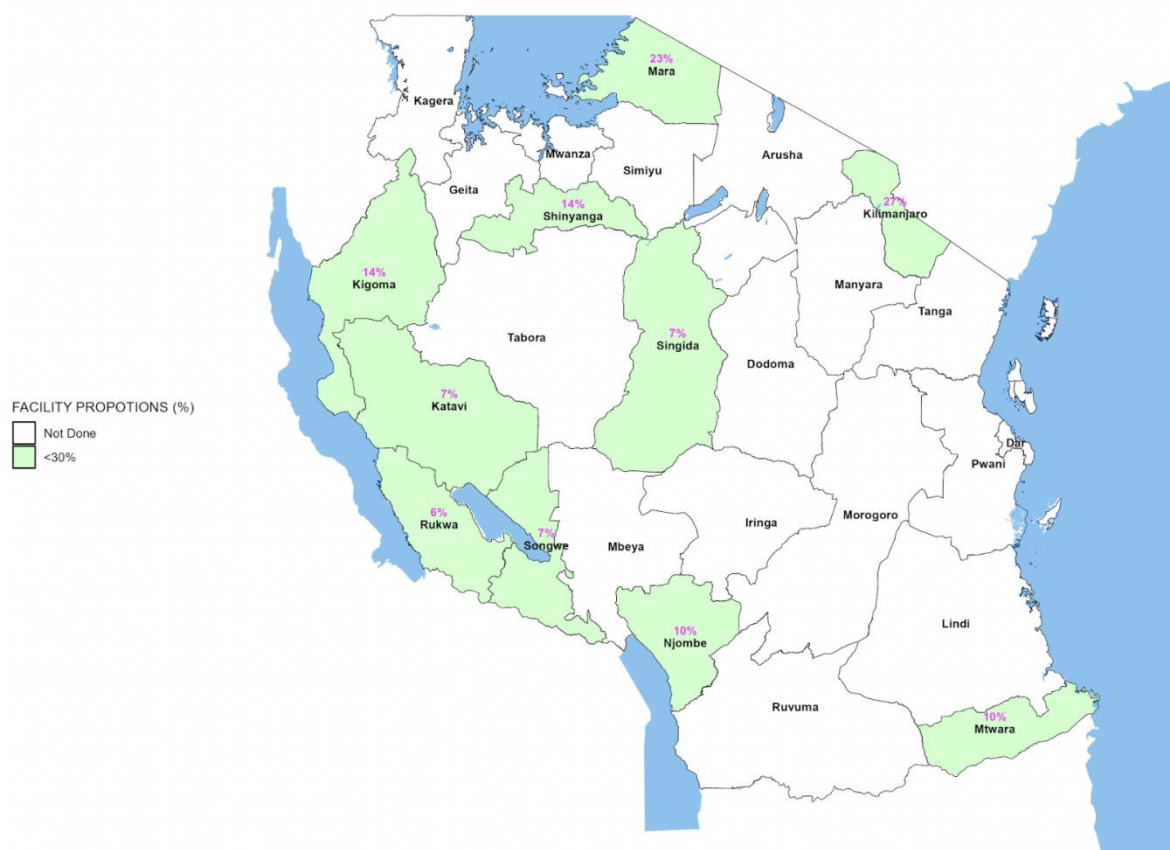 23%
Mara
Kagera
Mwanza
Arusha
Simiyu
Geita
14%
Shinyanga
27%
Kilimanjaro
14%
Kigoma
Manyara
Tanga
Tabora
7%
Singida
Dodoma
7%
Katavi
FACILITY PROPOTIONS (%)
Not Done
<30%
Dar
Pwani
6%
Rukwa
7%
Songwe
Mbeya
Iringa
Morogoro
10%
Njombe
Lindi
Ruvuma
10%
Mtwara